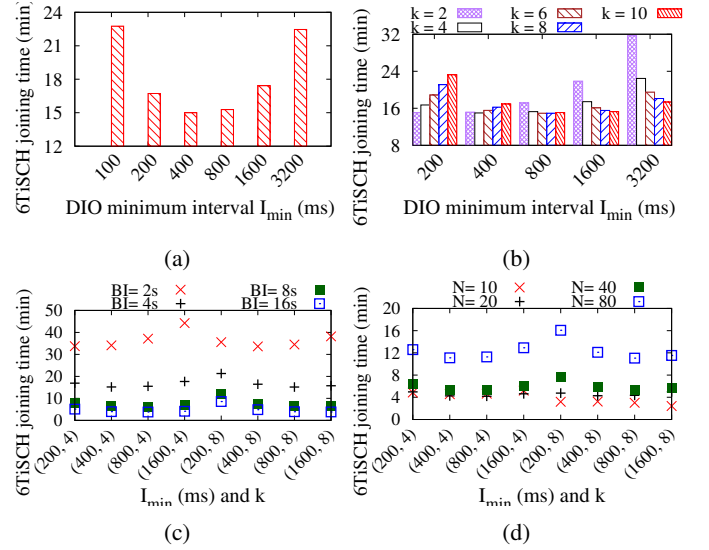 24
21
18
15
12
6TiSCH joining time (min)
100
200
400
800
1600
3200
DIO minimum interval I_min (ms)
(a)
k = 2
k = 6
k = 10
k = 4
k = 8
32
24
16
8
6TiSCH joining time (min)
200
400
800
1600
3200
DIO minimum interval I_min (ms)
(b)
BI= 2s
BI= 8s
BI= 4s
BI= 16s
50
40
30
20
10
0
6TiSCH joining time (min)
(200, 4)
(400, 4)
(800, 4)
(1600, 4)
(200, 8)
(400, 8)
(800, 8)
(1600, 8)
I_min (ms) and k
(c)
N= 10
N= 40
N= 20
N= 80
20
16
12
8
4
0
6TiSCH joining time (min)
(200, 4)
(400, 4)
(800, 4)
(1600, 4)
(200, 8)
(400, 8)
(800, 8)
(1600, 8)
I_min (ms) and k
(d)